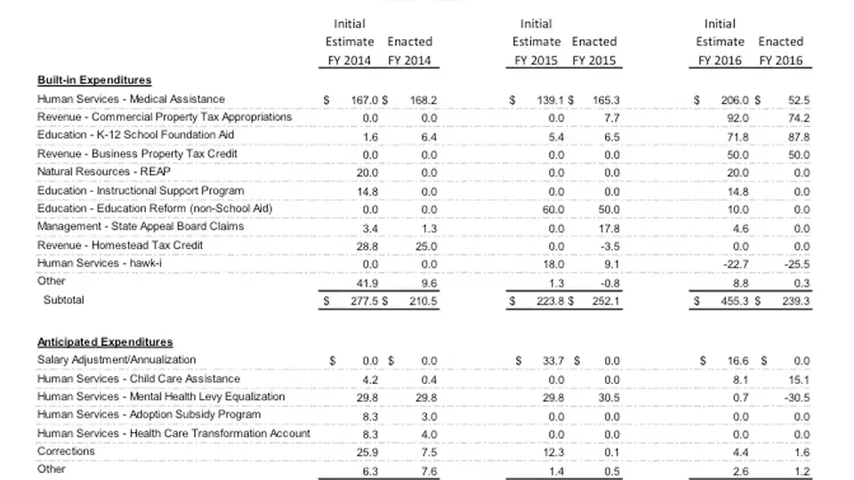 Initial Initial Initial
Estimate Enacted Estimate Enacted Estimate Enacted
FY 2014 FY 2014 FY 2015 FY 2015 FY 2016 FY 2016
Built-in Expenditures
Human Services - Medical Assistance $ 167.0 $ 168.2 $ 139.1 $ 165.3 $ 206.0 $ 52.5
Revenue - Commercial Property Tax Appropriations 0.0 0.0 0.0 7.7 92.0 74.2
Education - K-12 School Foundation Aid 1.6 6.4 5.4 6.5 71.8 87.8
Revenue - Business Property Tax Credit 0.0 0.0 0.0 0.0 50.0 50.0
Natural Resources - REAP 20.0 0.0 0.0 0.0 20.0 0.0
Education - Instructional Support Program 14.8 0.0 0.0 0.0 14.8 0.0
Education - Education Reform (non-School Aid) 0.0 0.0 60.0 50.0 10.0 0.0
Management - State Appeal Board Claims 3.4 1.3 0.0 17.8 4.6 0.0
Revenue - Homestead Tax Credit 28.8 25.0 0.0 -3.5 0.0 0.0
Human Services - hawk-i 0.0 0.0 18.0 9.1 -22.7 -25.5
Other 41.9 9.6 1.3 -0.8 8.8 0.3
Subtotal $ 277.5 $ 210.5 $ 223.8 $ 252.1 $ 455.3 $ 239.3
Anticipated Expenditures
Salary Adjustment/Annualization $ 0.0 $ 0.0 $ 33.7 $ 0.0 $ 16.6 $ 0.0
Human Services - Child Care Assistance 4.2 0.4 0.0 0.0 8.1 15.1
Human Services - Mental Health Levy Equalization 29.8 29.8 29.8 30.5 0.7 -30.5
Human Services - Adoption Subsidy Program 8.3 3.0 0.0 0.0 0.0 0.0
Human Services - Health Care Transformation Account 8.3 4.0 0.0 0.0 0.0 0.0
Corrections 25.9 7.5 12.3 0.1 4.4 1.6
Other 6.3 7.6 1.4 0.5 2.6 1.2